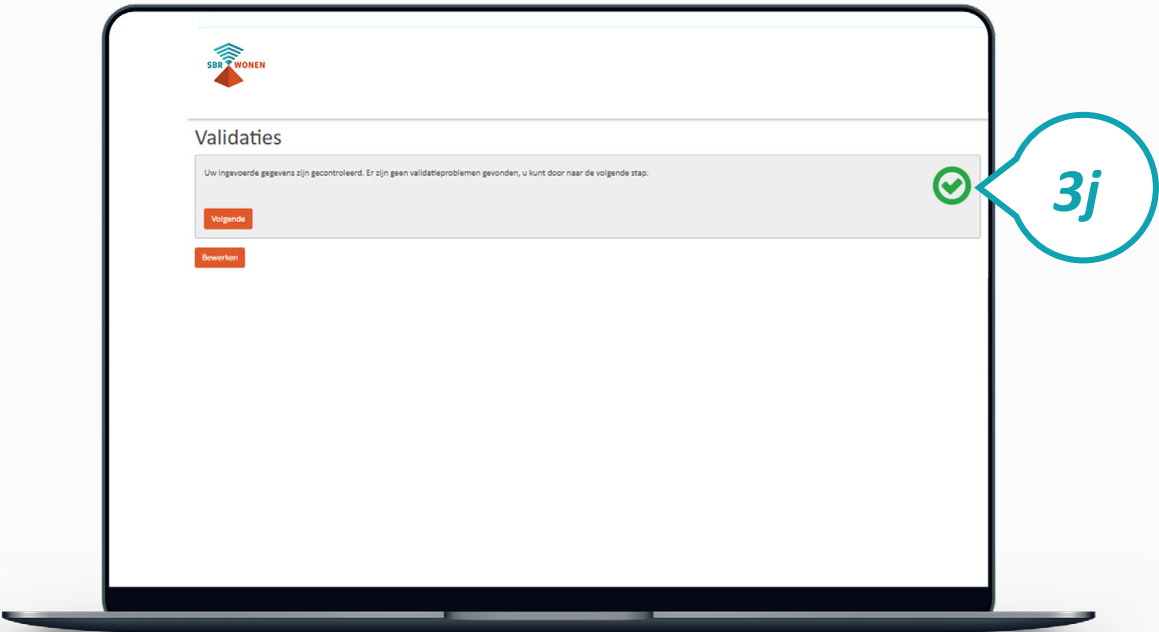 SBR WONEN
Validaties
Uw ingevoerde gegevens zijn gecontroleerd. Er zijn geen validatieproblemen gevonden, u kunt door naar de volgende stap.
3j
Volgende
Bewerken